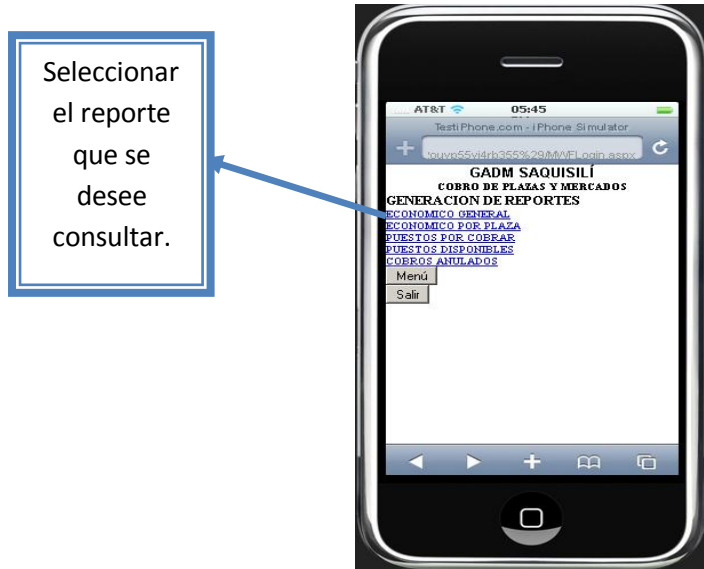 Seleccionar
el reporte
que se
desee
consultar.
AT&T 05:45
TestiPhone.com - iPhone Simulator
GADM SAQUISILÍ
COBRO DE PLAZAS Y MERCADOS
GENERACION DE REPORTES
ECONOMICO GENERAL
ECONOMICO POR PLAZA
PUESTOS POR COBRAR
PUESTOS DISPONIBLES
COBROS ANULADOS
Menú
Salir